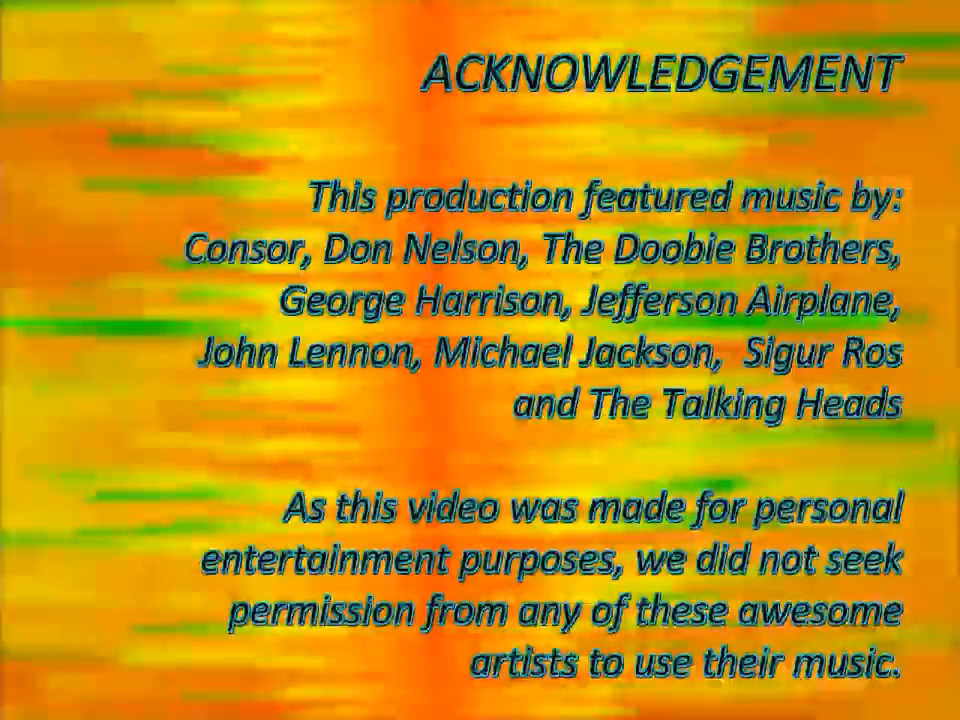 ACKNOWLEDGEMENT
This production featured music by:
Consor, Don Nelson, The Doobie Brothers,
George Harrison, Jefferson Airplane,
John Lennon, Michael Jackson,  Sigur Ros
and The Talking Heads
As this video was made for personal
entertainment purposes, we did not seek
permission from any of these awesome
artists to use their music.